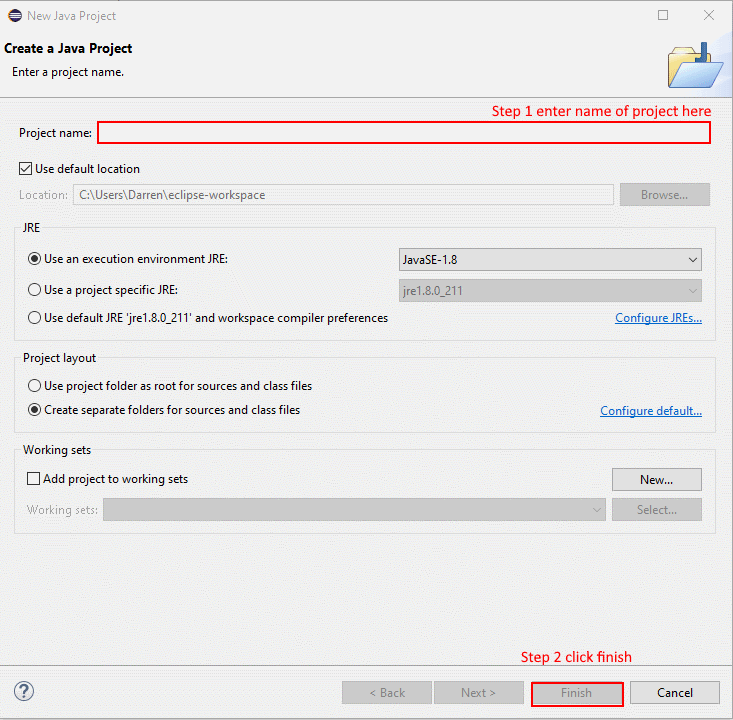 New Java Project
Create a Java Project
Enter a project name.
Step 1 enter name of project here
Project name:
Use default location
Location: C:\Users\Darren\eclipse-workspace Browse...
JRE
Use an execution environment JRE: JavaSE-1.8
Use a project specific JRE: jre1.8.0_211
Use default JRE 'jre1.8.0_211' and workspace compiler preferences Configure JREs...
Project layout
Use project folder as root for sources and class files
Create separate folders for sources and class files Configure default...
Working sets
Add project to working sets New...
Working sets: Select...
Step 2 click finish
? < Back Next > Finish Cancel